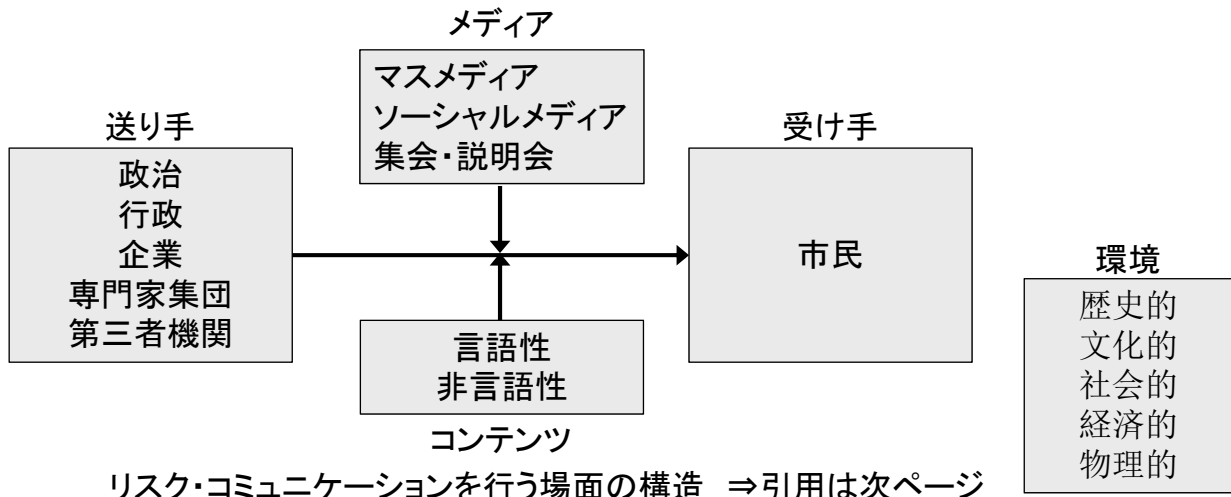 メディア
マスメディア
ソーシャルメディア
集会・説明会
送り手
政治
行政
企業
専門家集団
第三者機関
受け手
市民
言語性
非言語性
コンテンツ
環境
歴史的
文化的
社会的
経済的
物理的
リスク・コミュニケーションを行う場面の構造 ⇒引用は次ページ